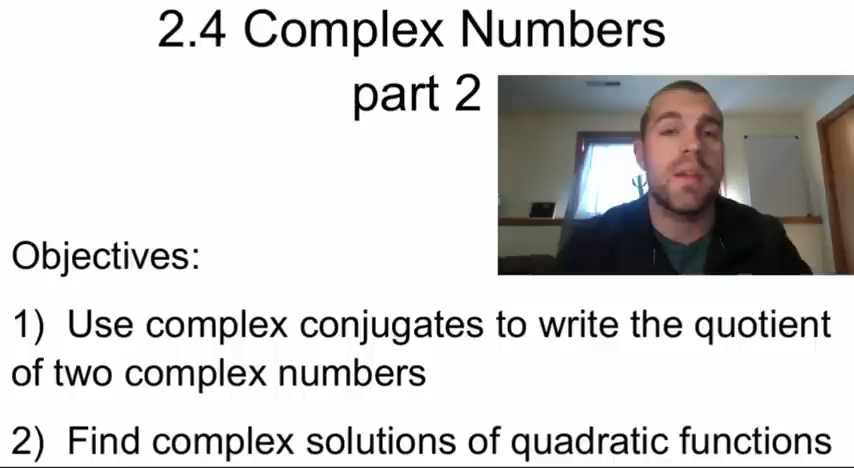 2.4 Complex Numbers
part 2
Objectives:
1) Use complex conjugates to write the quotient
of two complex numbers
2) Find complex solutions of quadratic functions